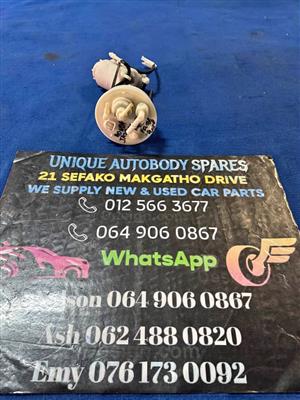 UNIQUE AUTOBODY SPARES
21 SEFAKO MAKGATHO DRIVE
WE SUPPLY NEW & USED CAR PARTS
012 566 3677
064 906 0867
WhatsApp
son 064 906 0867
Ash 062 488 0820
Emy 076 173 0092